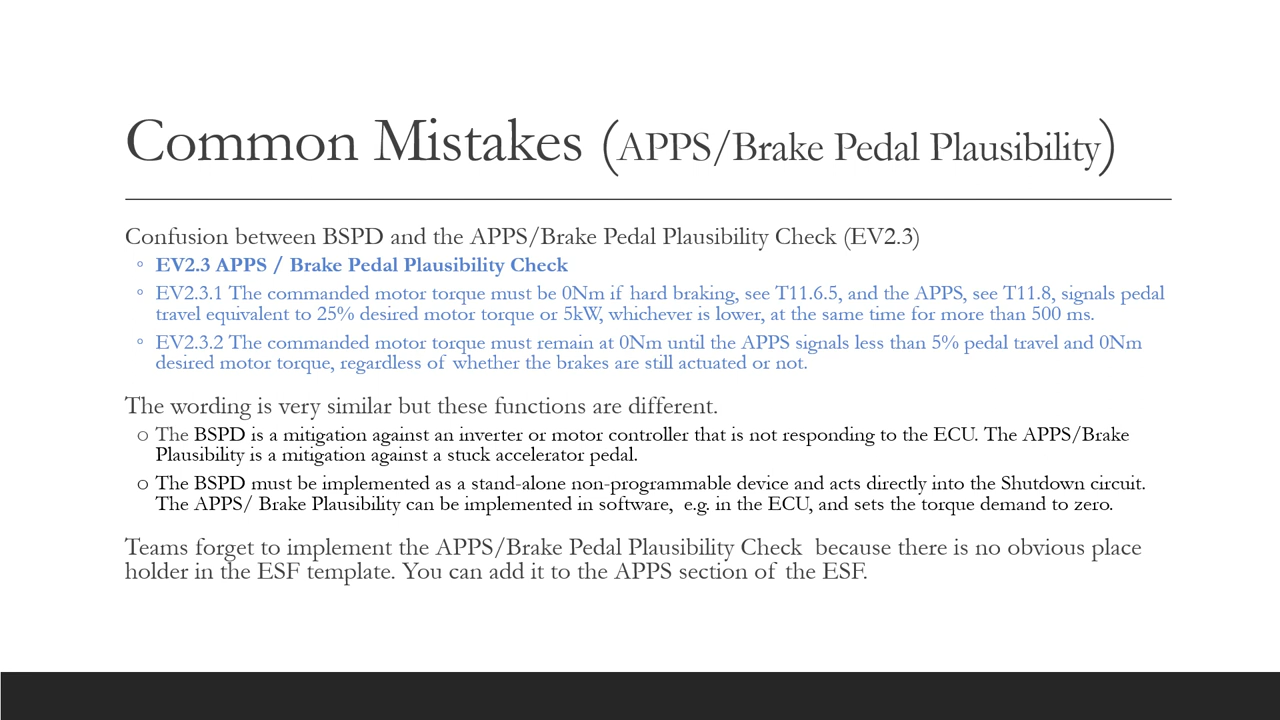 Common Mistakes (APPS/Brake Pedal Plausibility)
Confusion between BSPD and the APPS/Brake Pedal Plausibility Check (EV2.3)
◦ EV2.3 APPS / Brake Pedal Plausibility Check
◦ EV2.3.1 The commanded motor torque must be 0Nm if hard braking, see T11.6.5, and the APPS, see T11.8, signals pedal
travel equivalent to 25% desired motor torque or 5kW, whichever is lower, at the same time for more than 500 ms.
◦ EV2.3.2 The commanded motor torque must remain at 0Nm until the APPS signals less than 5% pedal travel and 0Nm
desired motor torque, regardless of whether the brakes are still actuated or not.
The wording is very similar but these functions are different.
o The BSPD is a mitigation against an inverter or motor controller that is not responding to the ECU. The APPS/Brake
Plausibility is a mitigation against a stuck accelerator pedal.
o The BSPD must be implemented as a stand-alone non-programmable device and acts directly into the Shutdown circuit.
The APPS/ Brake Plausibility can be implemented in software, e.g. in the ECU, and sets the torque demand to zero.
Teams forget to implement the APPS/Brake Pedal Plausibility Check because there is no obvious place
holder in the ESF template. You can add it to the APPS section of the ESF.